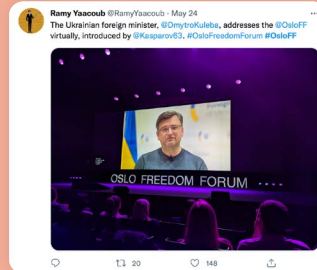 Ramy Yaacoub @RamyYaacoub · May 24
The Ukrainian foreign minister, @DmytroKuleba, addresses the @OsloFF
virtually, introduced by @Kasparov63. #OsloFreedomForum #OsloFF
OSLO FREEDOM FORUM
20 148